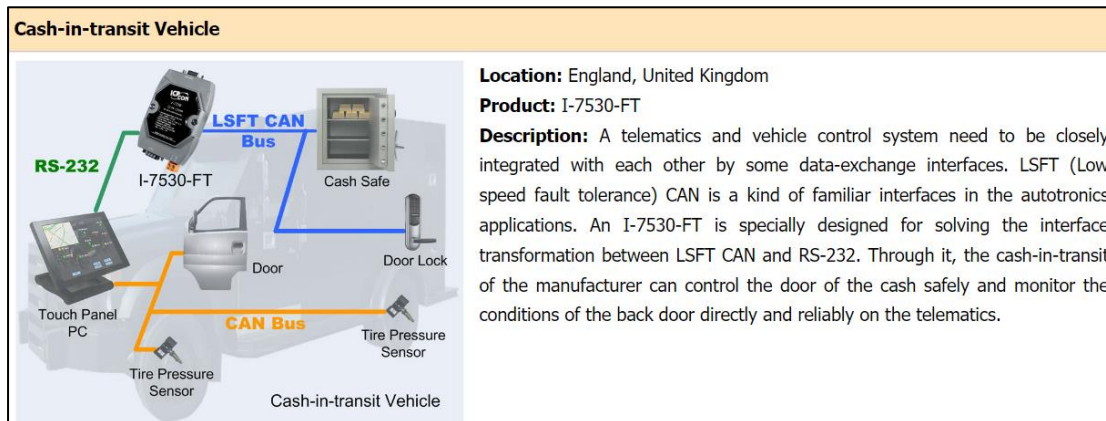 Cash-in-transit Vehicle
Location: England, United Kingdom
Product: I-7530-FT
Description: A telematics and vehicle control system need to be closely
integrated with each other by some data-exchange interfaces. LSFT (Low
speed fault tolerance) CAN is a kind of familiar interfaces in the autotronics
applications. An I-7530-FT is specially designed for solving the interface
transformation between LSFT CAN and RS-232. Through it, the cash-in-transit
of the manufacturer can control the door of the cash safely and monitor the
conditions of the back door directly and reliably on the telematics.
LSFT CAN
Bus
RS-232
I-7530-FT
Cash Safe
Door
Door Lock
Touch Panel
PC
CAN Bus
Tire Pressure
Sensor
Tire Pressure
Sensor
Cash-in-transit Vehicle